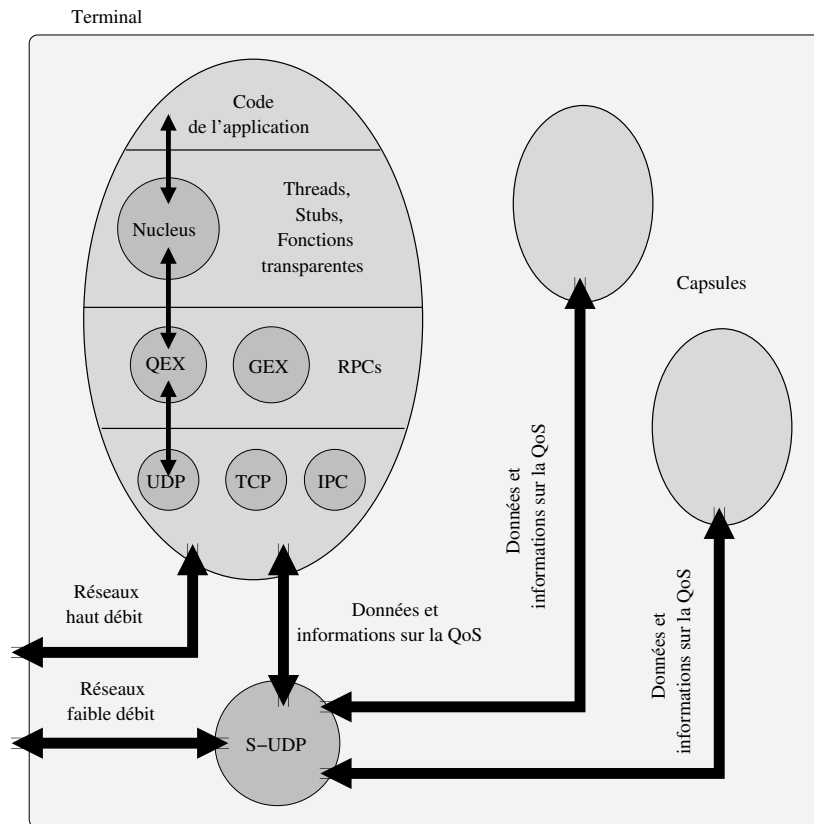 Terminal
Code
de l'application
Threads,
Stubs,
Fonctions
transparentes
Nucleus
Capsules
QEX
GEX
RPCs
UDP
TCP
IPC
Données et
informations sur la QoS
Données et
informations sur la QoS
Réseaux
haut débit
Données et
informations sur la QoS
Réseaux
faible débit
S−UDP